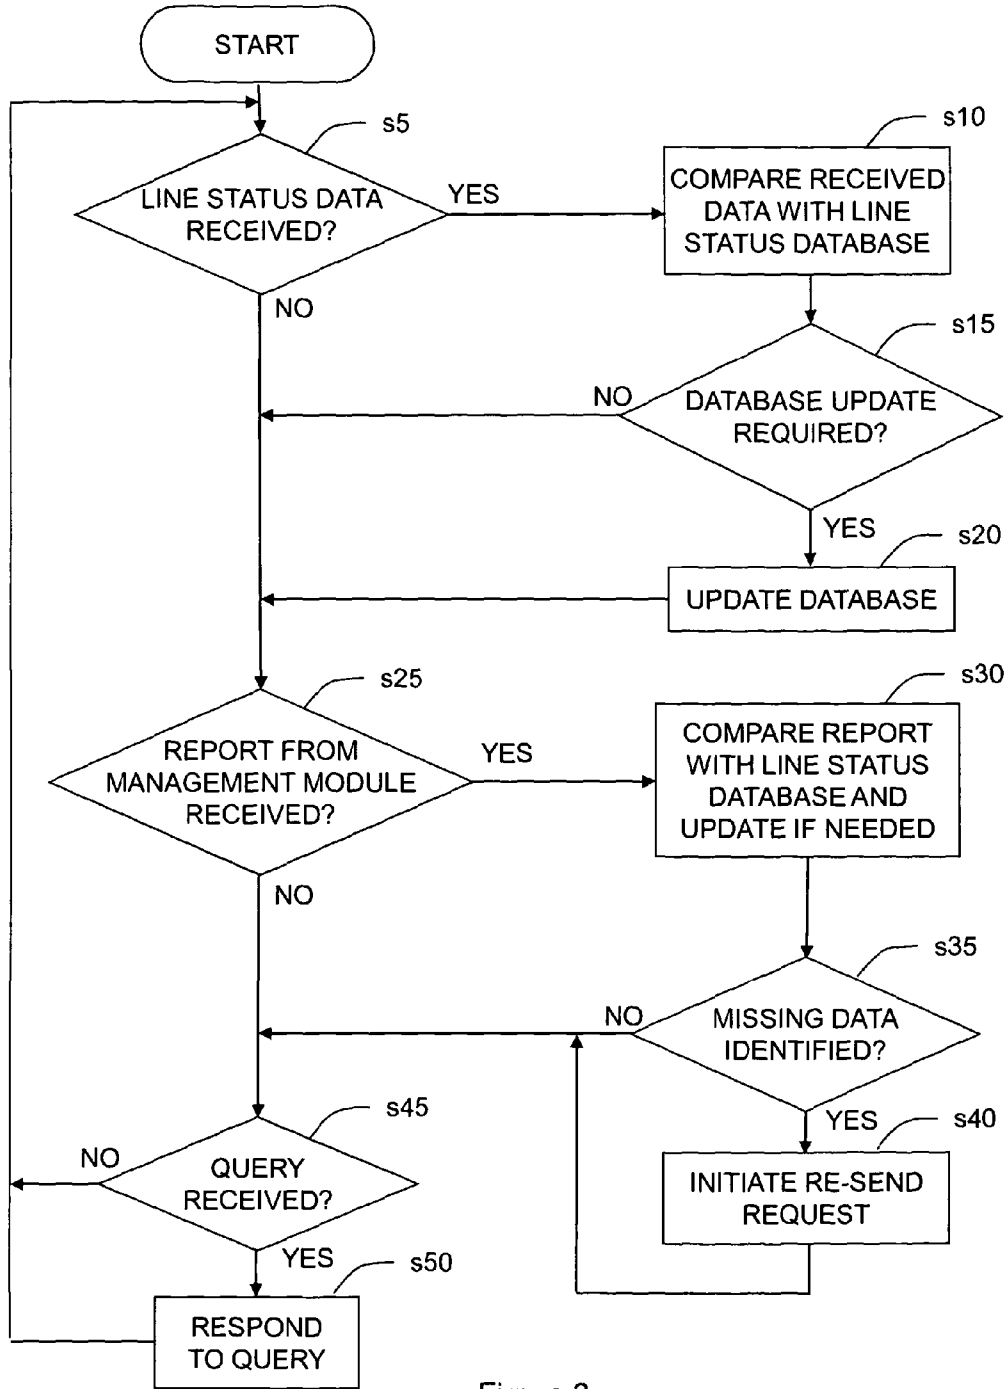 START
s5
LINE STATUS DATA
RECEIVED?
YES
NO
s10
COMPARE RECEIVED
DATA WITH LINE
STATUS DATABASE
s15
DATABASE UPDATE
REQUIRED?
NO
YES
s20
UPDATE DATABASE
s25
REPORT FROM
MANAGEMENT MODULE
RECEIVED?
YES
NO
s30
COMPARE REPORT
WITH LINE STATUS
DATABASE AND
UPDATE IF NEEDED
s35
MISSING DATA
IDENTIFIED?
NO
YES
s40
INITIATE RE-SEND
REQUEST
s45
QUERY
RECEIVED?
NO
YES
s50
RESPOND
TO QUERY